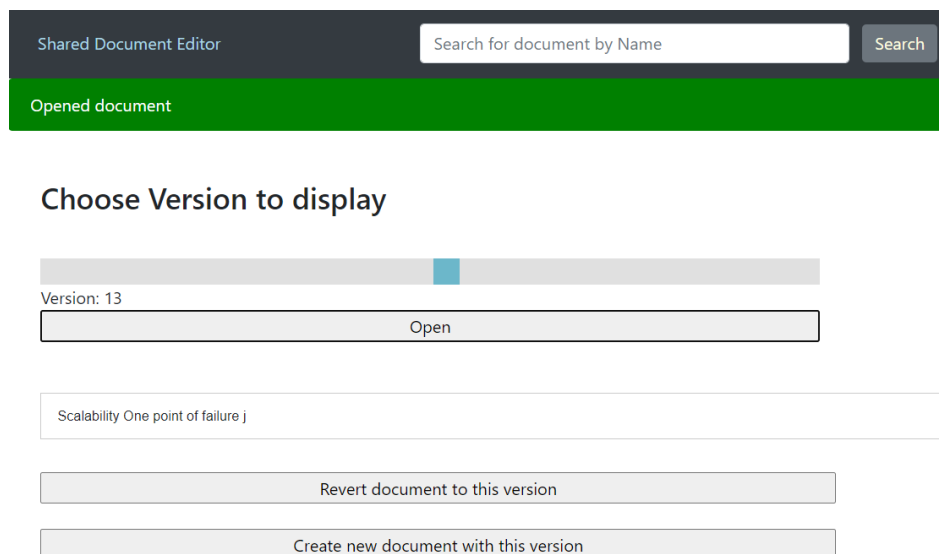 Shared Document Editor
Search for document by Name
Search
Opened document
Choose Version to display
Version: 13
Open
Scalability One point of failure j
Revert document to this version
Create new document with this version